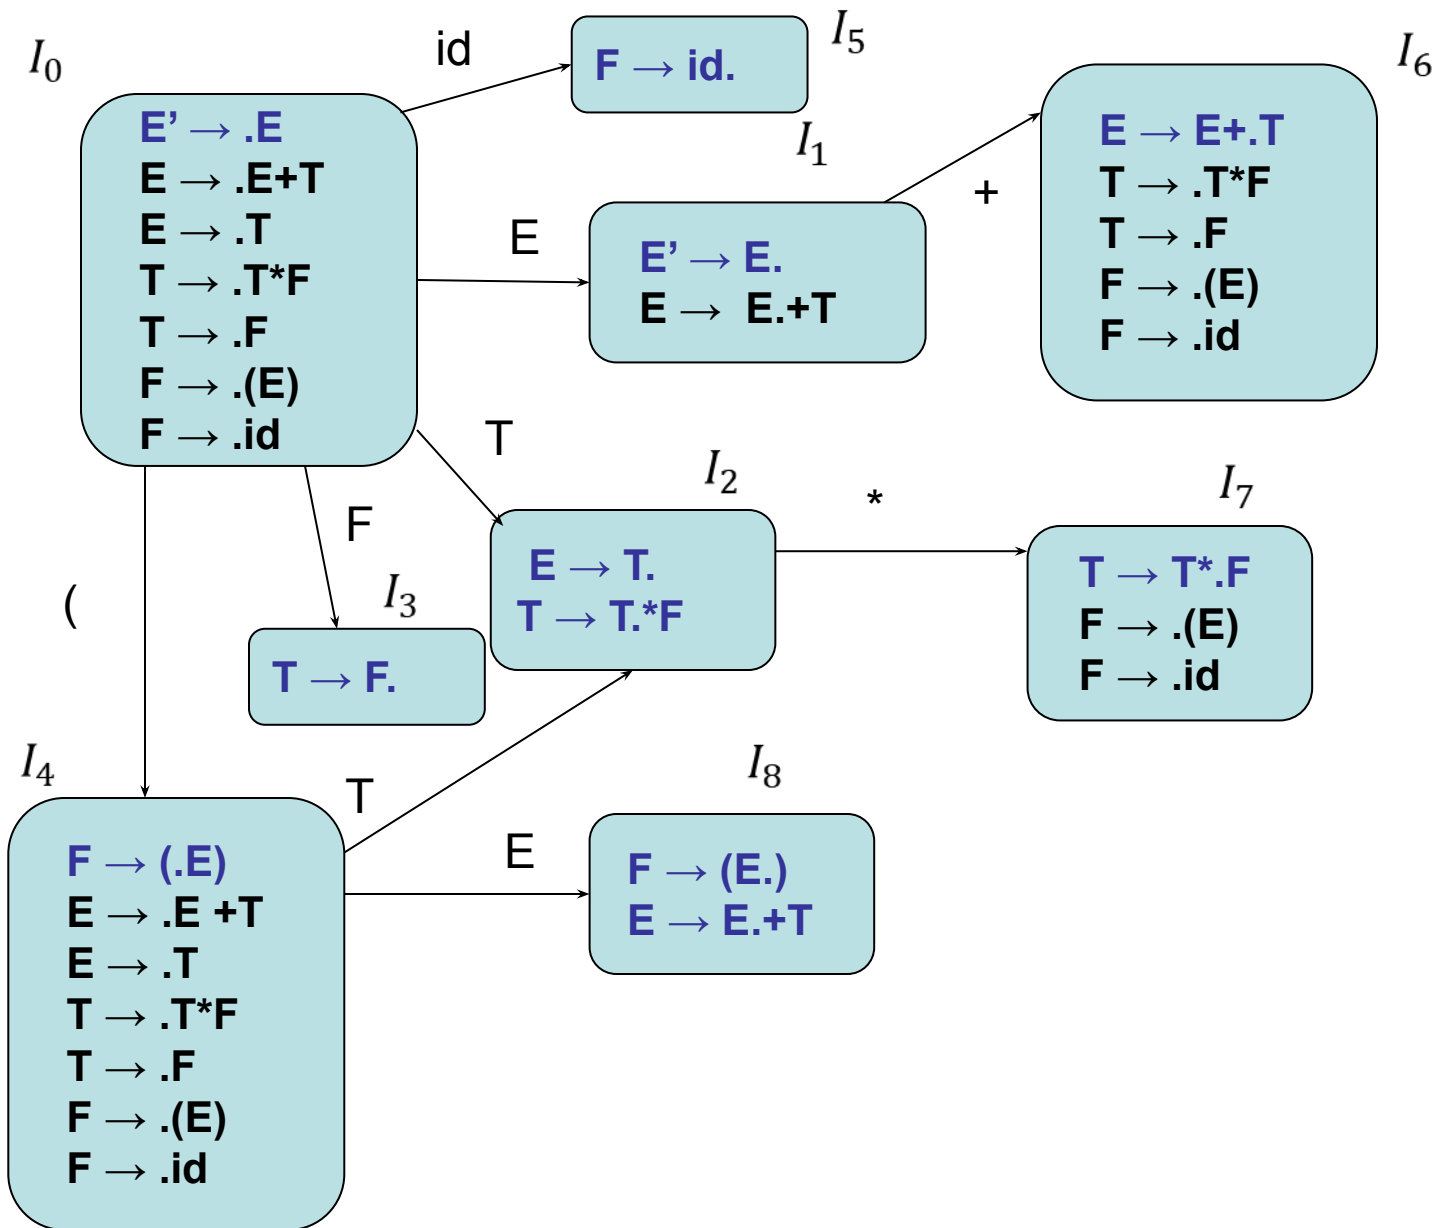 I₀
E’ → .E
E → .E+T
E → .T
T → .T*F
T → .F
F → .(E)
F → .id
id
I₅
F → id.
E
I₁
E’ → E.
E → E.+T
+
I₆
E → E+.T
T → .T*F
T → .F
F → .(E)
F → .id
T
I₂
E → T.
T → T.*F
*
I₇
T → T*.F
F → .(E)
F → .id
F
I₃
T → F.
(
I₄
F → (.E)
E → .E +T
E → .T
T → .T*F
T → .F
F → .(E)
F → .id
T
E
I₈
F → (E.)
E → E.+T